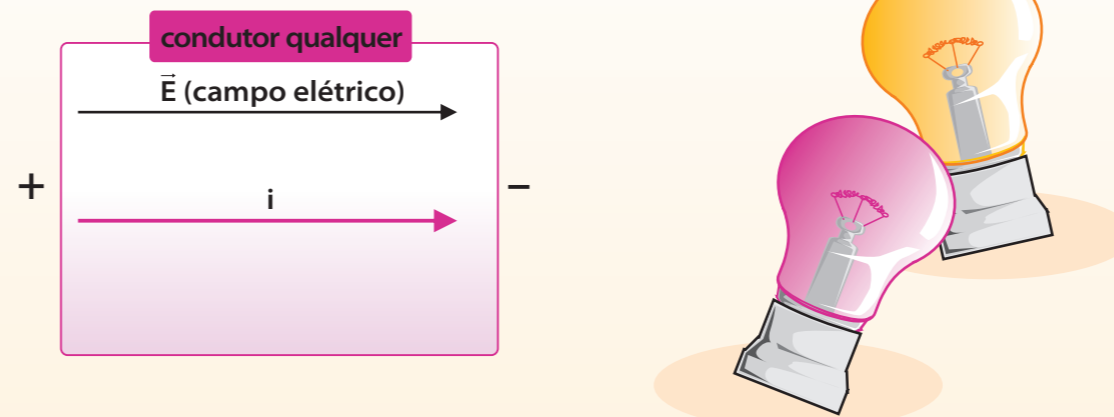 condutor qualquer
E⃗ (campo elétrico)
+ −
i